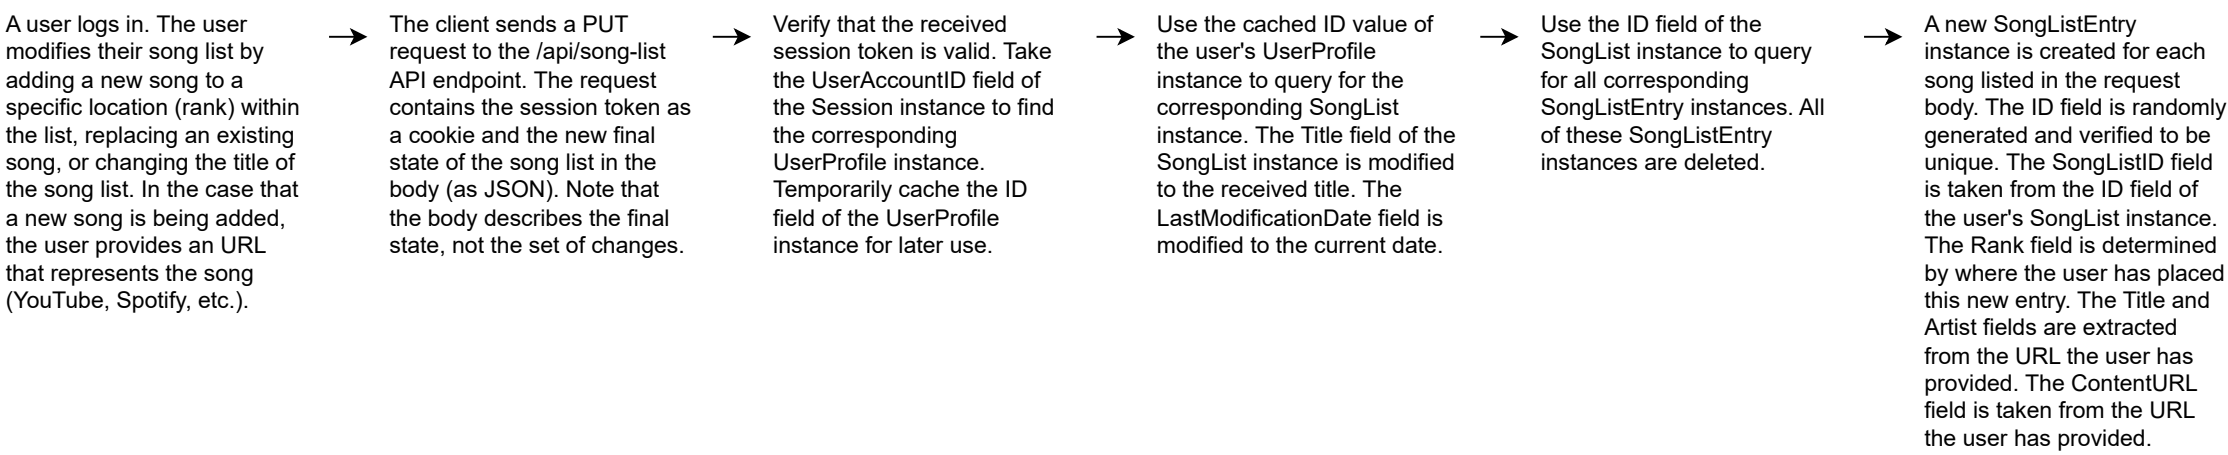 A user logs in. The user
modifies their song list by
adding a new song to a
specific location (rank) within
the list, replacing an existing
song, or changing the title of
the song list. In the case that
a new song is being added,
the user provides an URL
that represents the song
(YouTube, Spotify, etc.).
The client sends a PUT
request to the /api/song-list
API endpoint. The request
contains the session token as
a cookie and the new final
state of the song list in the
body (as JSON). Note that
the body describes the final
state, not the set of changes.
Verify that the received
session token is valid. Take
the UserAccountID field of
the Session instance to find
the corresponding
UserProfile instance.
Temporarily cache the ID
field of the UserProfile
instance for later use.
Use the cached ID value of
the user's UserProfile
instance to query for the
corresponding SongList
instance. The Title field of the
SongList instance is modified
to the received title. The
LastModificationDate field is
modified to the current date.
Use the ID field of the
SongList instance to query
for all corresponding
SongListEntry instances. All
of these SongListEntry
instances are deleted.
A new SongListEntry
instance is created for each
song listed in the request
body. The ID field is randomly
generated and verified to be
unique. The SongListID field
is taken from the ID field of
the user's SongList instance.
The Rank field is determined
by where the user has placed
this new entry. The Title and
Artist fields are extracted
from the URL the user has
provided. The ContentURL
field is taken from the URL
the user has provided.